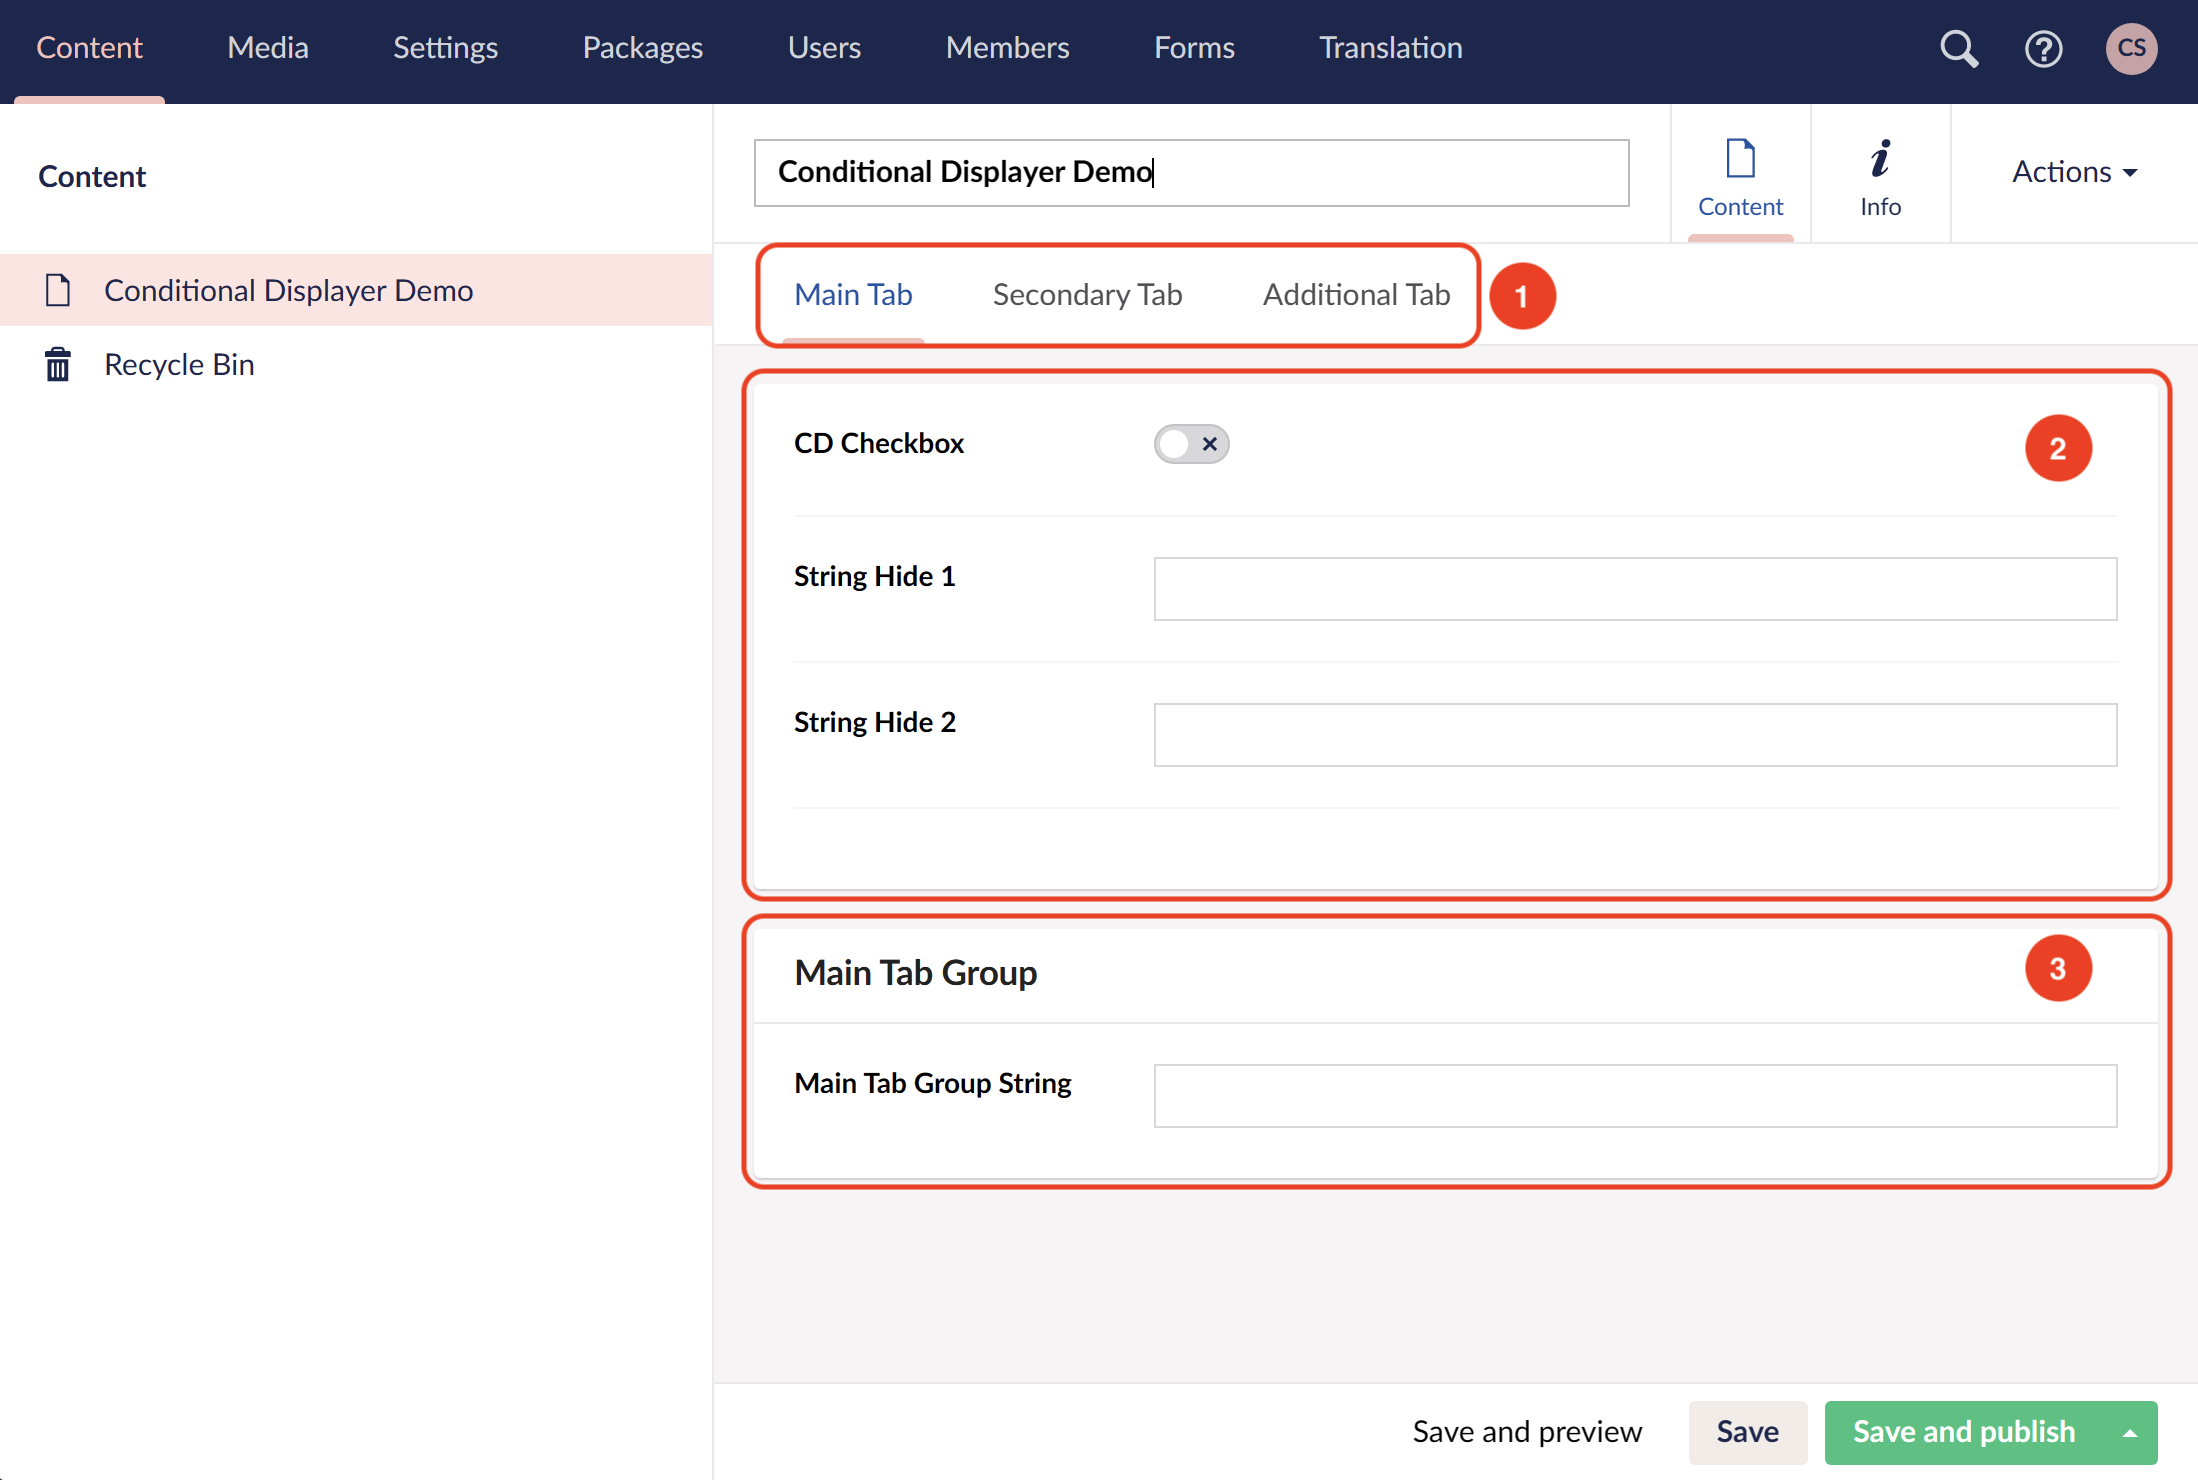 Content Media Settings Packages Users Members Forms Translation CS
Content
Conditional Displayer Demo
Recycle Bin
Conditional Displayer Demo
Content
Info
Actions
Main Tab Secondary Tab Additional Tab 1
CD Checkbox 2
String Hide 1
String Hide 2
Main Tab Group 3
Main Tab Group String
Save and preview Save Save and publish